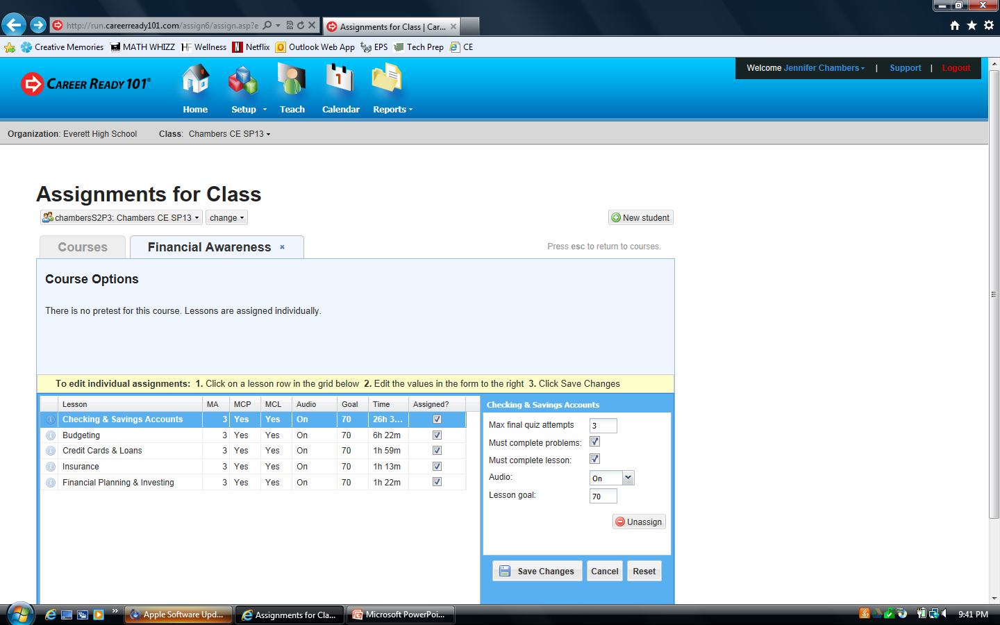 http://run.careerready101.com/assign6/assign.asp?e
Assignments for Class | Car...
Creative Memories MATH WHIZZ Wellness Netflix Outlook Web App EPS Tech Prep CE
Welcome Jennifer Chambers | Support | Logout
CAREER READY 101®
Home Setup Teach Calendar Reports
Organization: Everett High School Class: Chambers CE SP13
Assignments for Class
chambersS2P3: Chambers CE SP13 change New student
Courses Financial Awareness × Press esc to return to courses.
Course Options
There is no pretest for this course. Lessons are assigned individually.
To edit individual assignments: 1. Click on a lesson row in the grid below 2. Edit the values in the form to the right 3. Click Save Changes
Lesson MA MCP MCL Audio Goal Time Assigned?
Checking & Savings Accounts 3 Yes Yes On 70 26h 3...
Budgeting 3 Yes Yes On 70 6h 22m
Credit Cards & Loans 3 Yes Yes On 70 1h 59m
Insurance 3 Yes Yes On 70 1h 13m
Financial Planning & Investing 3 Yes Yes On 70 1h 22m
Checking & Savings Accounts
Max final quiz attempts 3
Must complete problems:
Must complete lesson:
Audio: On
Lesson goal: 70
Unassign
Save Changes Cancel Reset
Apple Software Upd... Assignments for Cla... Microsoft PowerPoi... 9:41 PM